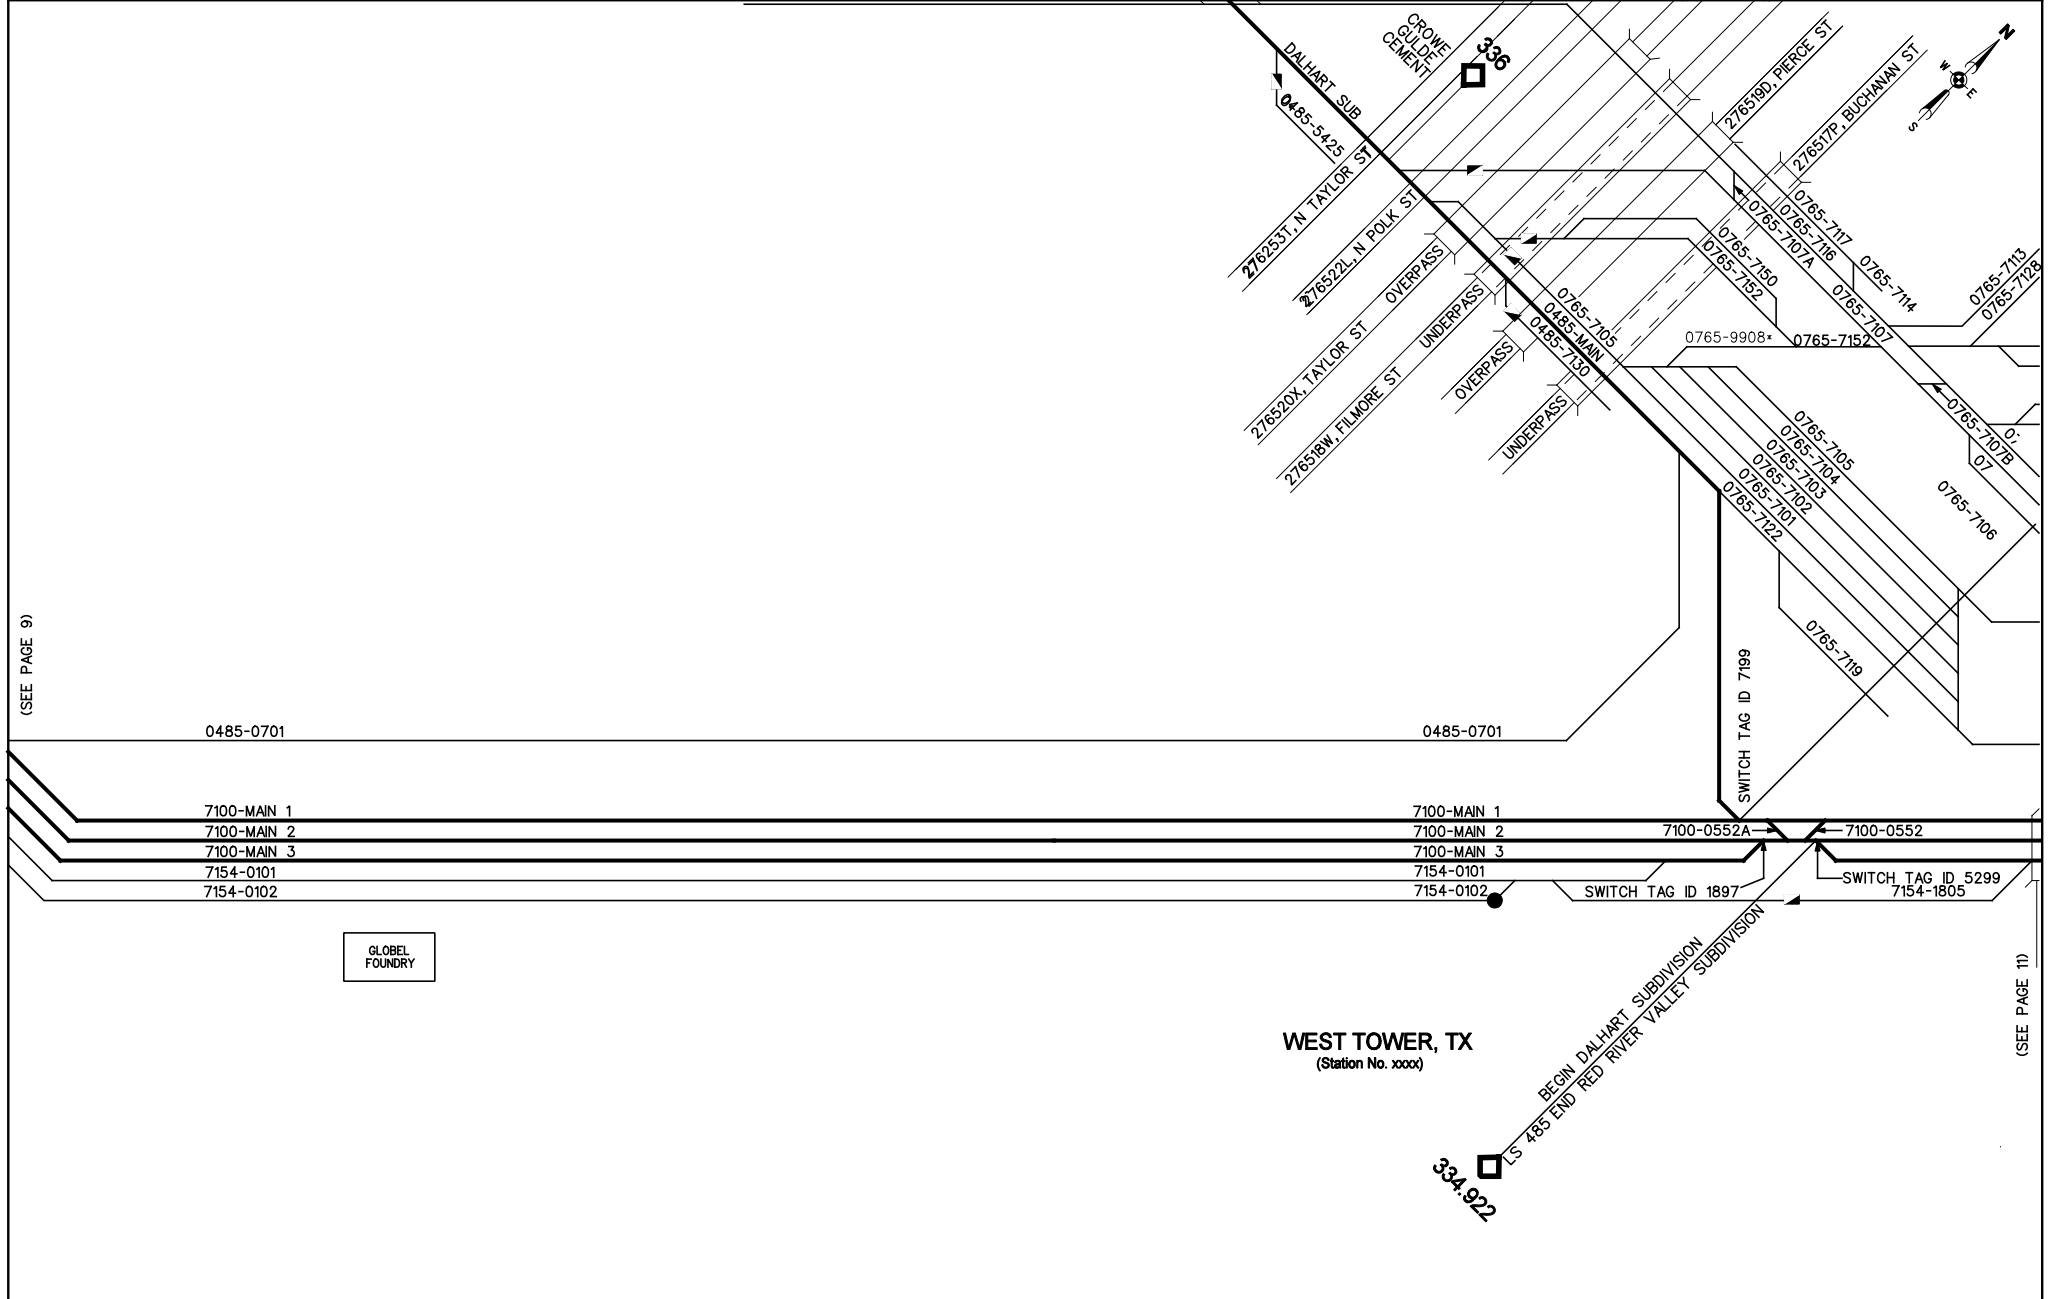 CROWE
GULDE
CEMENT
336
DALHART SUB
0485-5425
276519D, PIERCE ST
276517P, BUCHANAN ST
N
W
E
S
276253T, N TAYLOR ST
276522L, N POLK ST
OVERPASS
276520X, TAYLOR ST
UNDERPASS
276518W, FILMORE ST
OVERPASS
UNDERPASS
0765-7105
0485-MAIN
0485-7130
0765-7117
0765-7116
0765-7107A
0765-7150
0765-7152
0765-7114
0765-7107
0765-7113
0765-7128
0765-9908*
0765-7152
0765-7107B
07
0765-7106
0765-7105
0765-7104
0765-7103
0765-7102
0765-7101
0765-7122
0765-7119
(SEE PAGE 9)
SWITCH TAG ID 7199
0485-0701
0485-0701
7100-MAIN 1
7100-MAIN 1
7100-MAIN 2
7100-MAIN 2
7100-0552A
7100-0552
7100-MAIN 3
7100-MAIN 3
7154-0101
7154-0101
7154-0102
7154-0102
SWITCH TAG ID 1897
SWITCH TAG ID 5299
7154-1805
GLOBEL
FOUNDRY
BEGIN DALHART SUBDIVISION
LS 485 END RED RIVER VALLEY SUBDIVISION
334.922
WEST TOWER, TX
(Station No. xxxx)
(SEE PAGE 11)